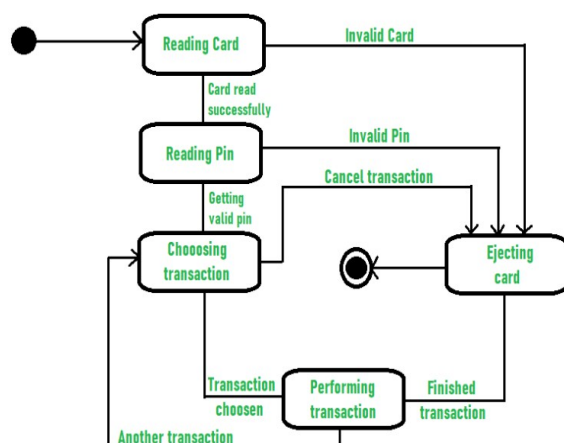 Reading Card
Invalid Card
Card read
successfully
Reading Pin
Invalid Pin
Cancel transaction
Getting
valid pin
Chooosing
transaction
Ejecting
card
Transaction
choosen
Performing
transaction
Finished
transaction
Another transaction